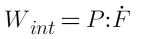 W_int = P:Ḟ